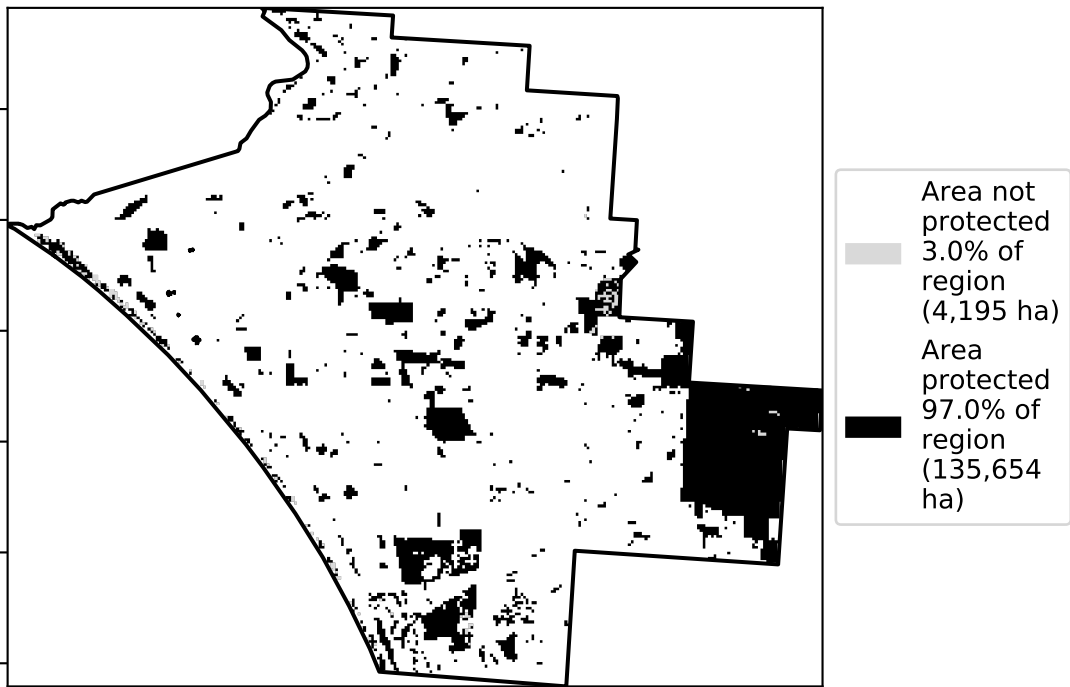 Area not
protected
3.0% of
region
(4,195 ha)
Area
protected
97.0% of
region
(135,654
ha)